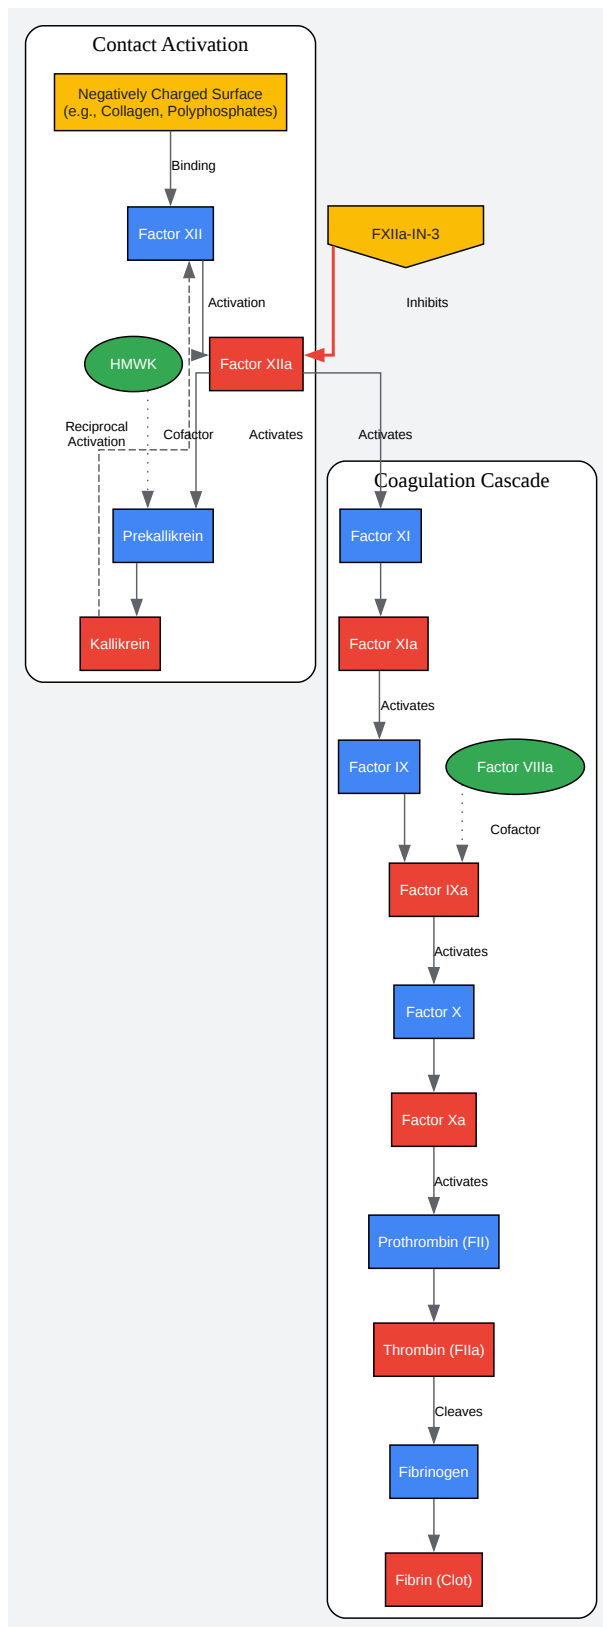 Contact Activation
Negatively Charged Surface
(e.g., Collagen, Polyphosphates)
Binding
Factor XII
FXIIa-IN-3
Activation
Inhibits
HMWK
Factor XIIa
Reciprocal
Activation
Cofactor
Activates
Activates
Coagulation Cascade
Prekallikrein
Factor XI
Kallikrein
Factor XIa
Activates
Factor IX
Factor VIIIa
Cofactor
Factor IXa
Activates
Factor X
Factor Xa
Activates
Prothrombin (FII)
Thrombin (FIIa)
Cleaves
Fibrinogen
Fibrin (Clot)